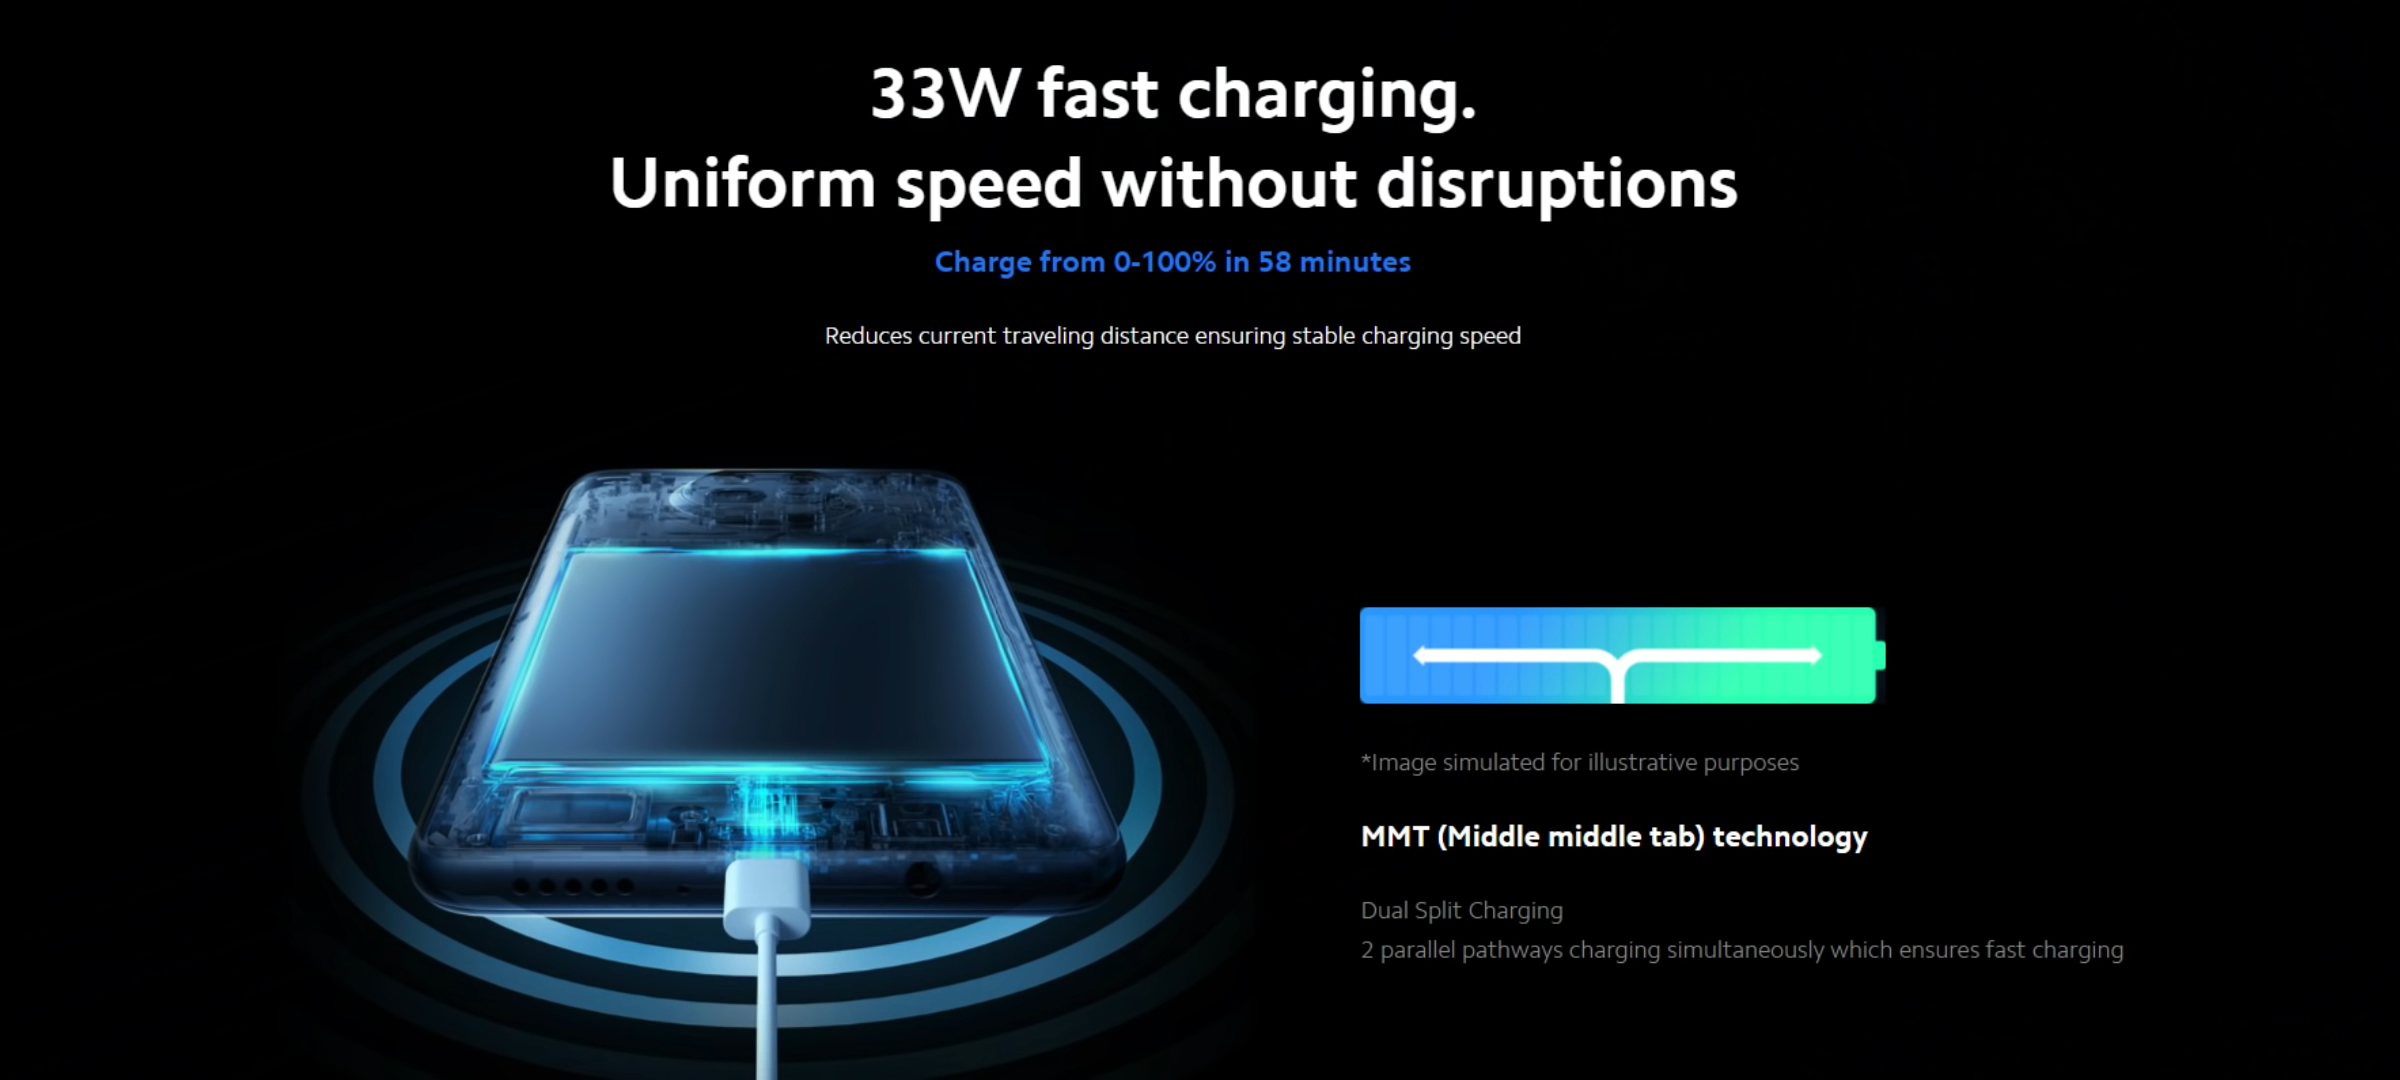 33W fast charging.
Uniform speed without disruptions
Charge from 0-100% in 58 minutes
Reduces current traveling distance ensuring stable charging speed
*Image simulated for illustrative purposes
MMT (Middle middle tab) technology
Dual Split Charging
2 parallel pathways charging simultaneously which ensures fast charging